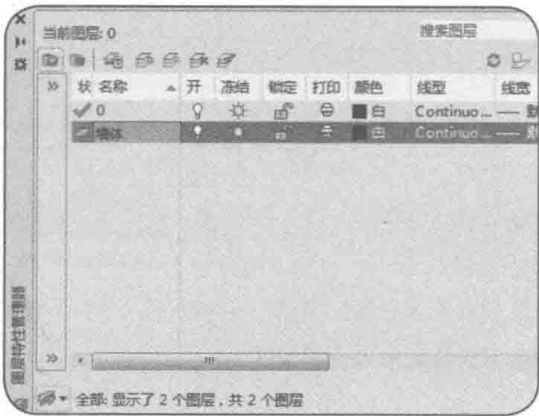 当前图层: 0
搜索图层
状 名称 开 冻结 锁定 打印 颜色 线型 线宽
0 白 Continuo... 默
墙体 白 Continuo... 默
图层特性管理器
全部: 显示了 2 个图层，共 2 个图层